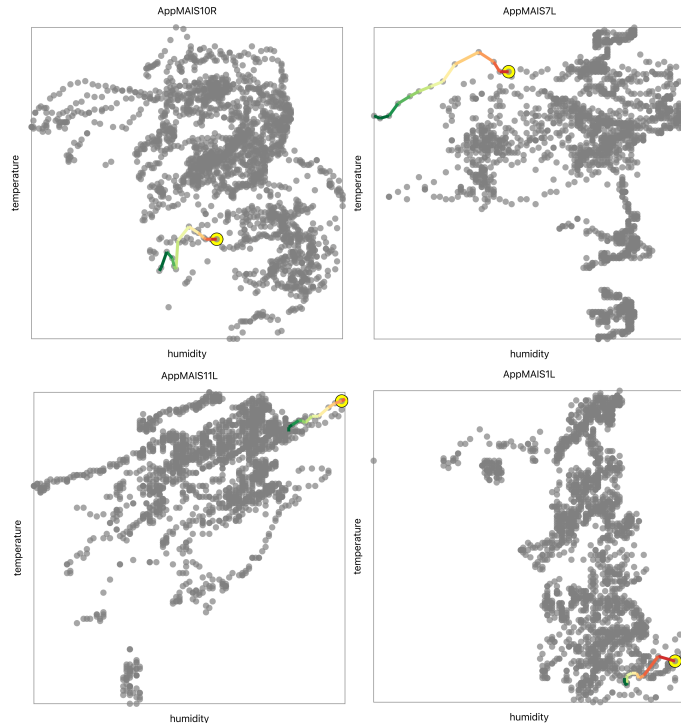 AppMAIS10R
AppMAIS7L
temperature
temperature
humidity
humidity
AppMAIS11L
AppMAIS1L
temperature
temperature
humidity
humidity